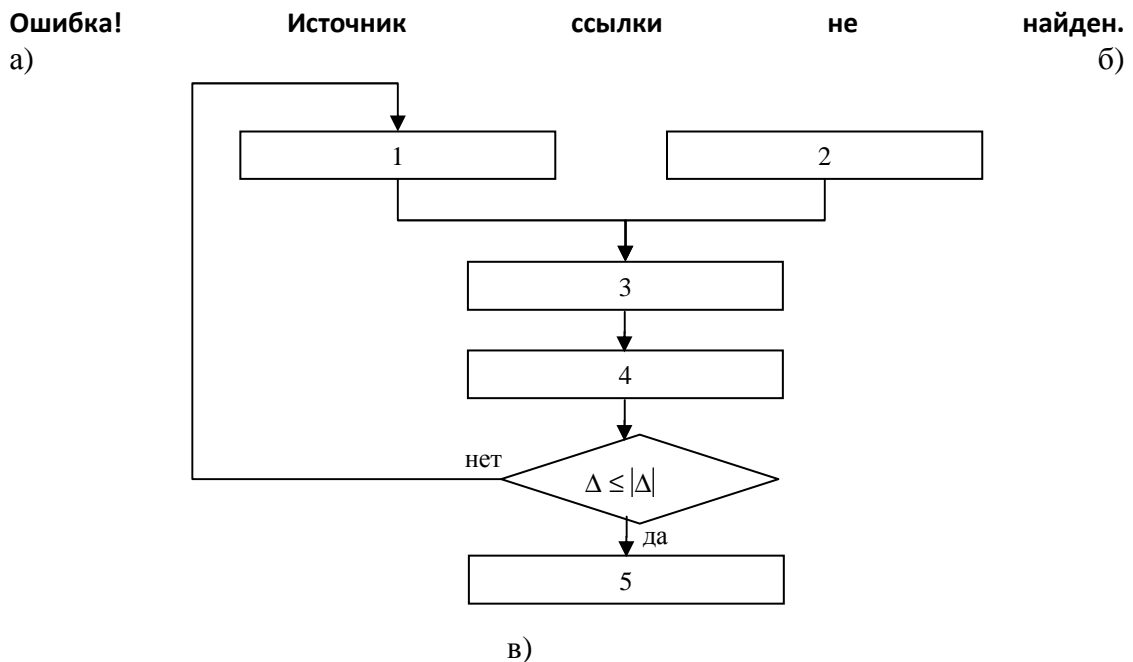 Ошибка! Источник ссылки не найден.
а) б)
1 2
3
4
нет
Δ ≤ |Δ|
да
5
в)